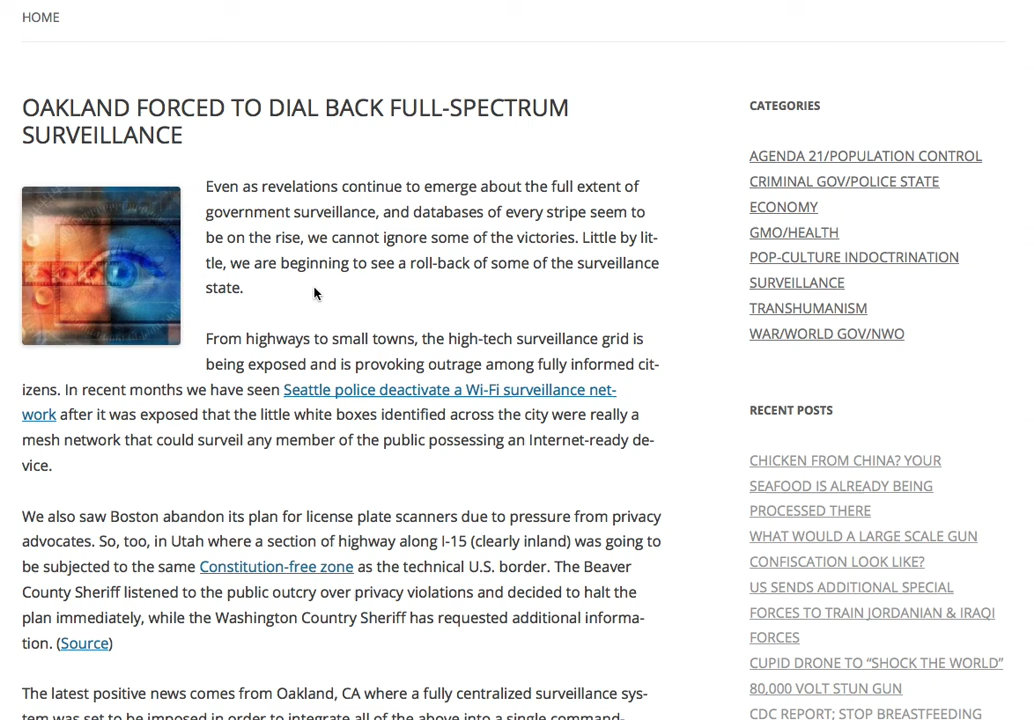 HOME
OAKLAND FORCED TO DIAL BACK FULL-SPECTRUM
SURVEILLANCE
Even as revelations continue to emerge about the full extent of
government surveillance, and databases of every stripe seem to
be on the rise, we cannot ignore some of the victories. Little by lit-
tle, we are beginning to see a roll-back of some of the surveillance
state.
From highways to small towns, the high-tech surveillance grid is
being exposed and is provoking outrage among fully informed cit-
izens. In recent months we have seen Seattle police deactivate a Wi-Fi surveillance net-
work after it was exposed that the little white boxes identified across the city were really a
mesh network that could surveil any member of the public possessing an Internet-ready de-
vice.
We also saw Boston abandon its plan for license plate scanners due to pressure from privacy
advocates. So, too, in Utah where a section of highway along I-15 (clearly inland) was going to
be subjected to the same Constitution-free zone as the technical U.S. border. The Beaver
County Sheriff listened to the public outcry over privacy violations and decided to halt the
plan immediately, while the Washington Country Sheriff has requested additional informa-
tion. (Source)
The latest positive news comes from Oakland, CA where a fully centralized surveillance sys-
tem was set to be imposed in order to integrate all of the above into a single command-
CATEGORIES
AGENDA 21/POPULATION CONTROL
CRIMINAL GOV/POLICE STATE
ECONOMY
GMO/HEALTH
POP-CULTURE INDOCTRINATION
SURVEILLANCE
TRANSHUMANISM
WAR/WORLD GOV/NWO
RECENT POSTS
CHICKEN FROM CHINA? YOUR
SEAFOOD IS ALREADY BEING
PROCESSED THERE
WHAT WOULD A LARGE SCALE GUN
CONFISCATION LOOK LIKE?
US SENDS ADDITIONAL SPECIAL
FORCES TO TRAIN JORDANIAN & IRAQI
FORCES
CUPID DRONE TO “SHOCK THE WORLD”
80,000 VOLT STUN GUN
CDC REPORT; STOP BREASTFEEDING